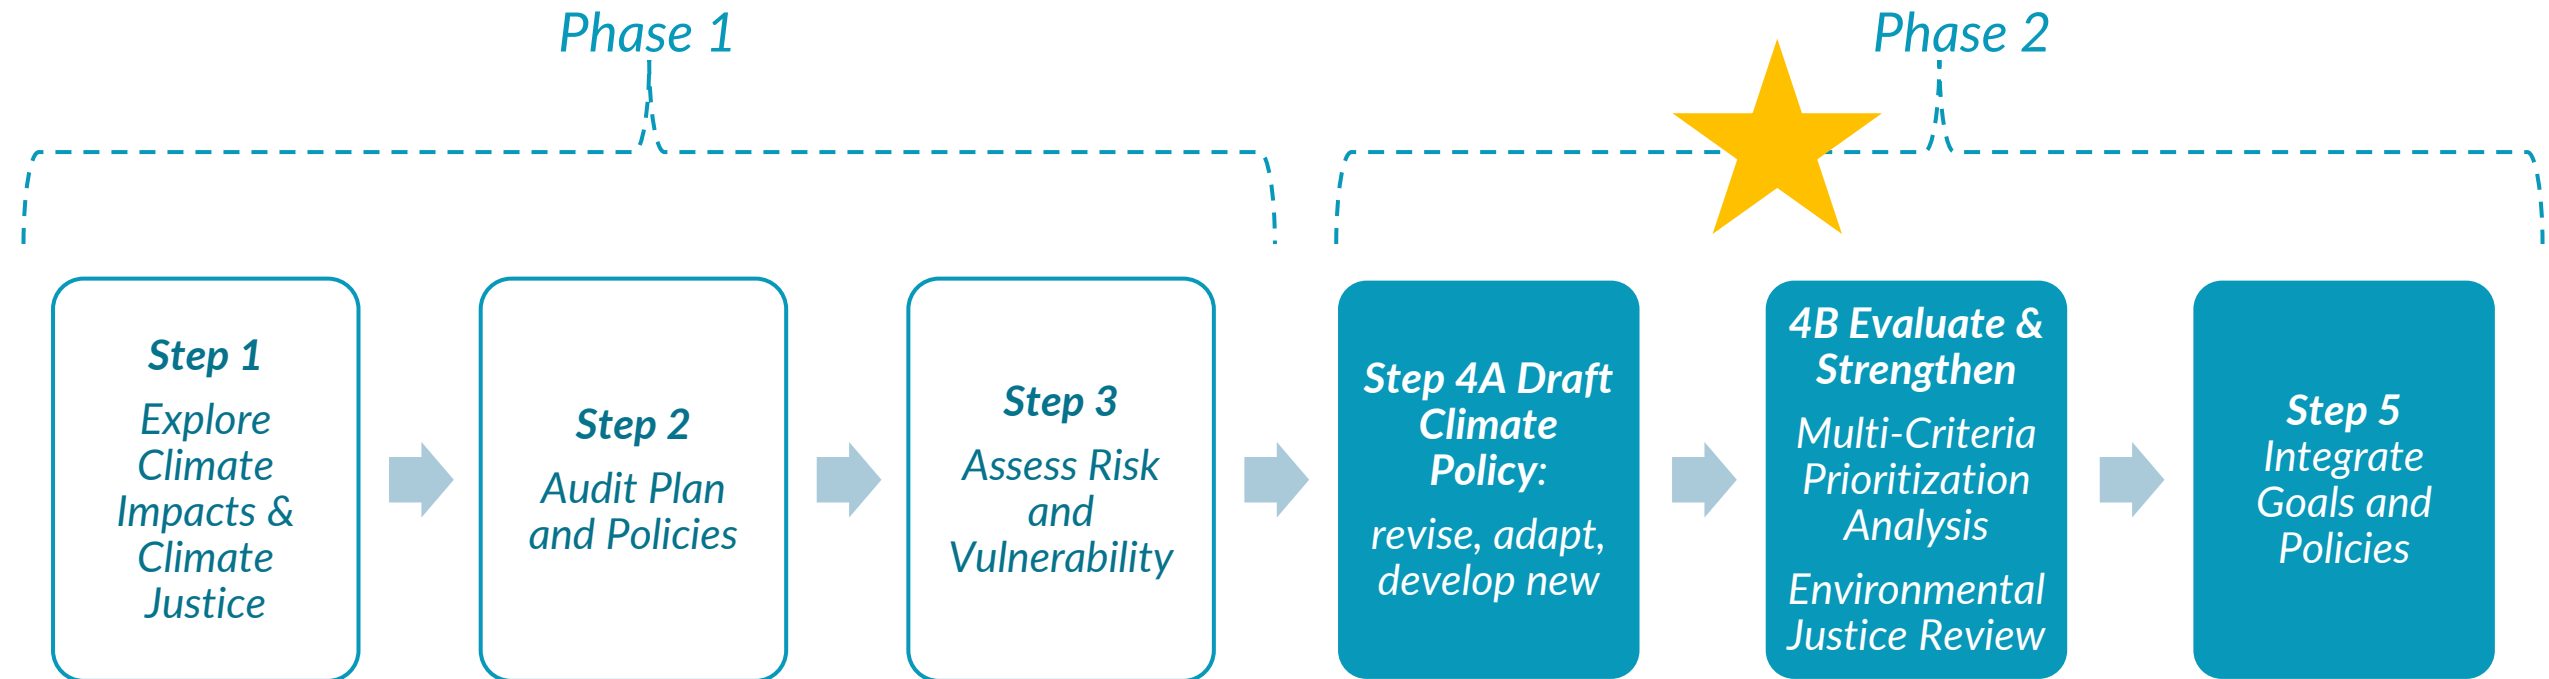 Phase 1
Phase 2
Step 1
Explore
Climate
Impacts &
Climate
Justice
Step 2
Audit Plan
and Policies
Step 3
Assess Risk
and
Vulnerability
Step 4A Draft
Climate
Policy:
revise, adapt,
develop new
4B Evaluate &
Strengthen
Multi-Criteria
Prioritization
Analysis
Environmental
Justice Review
Step 5
Integrate
Goals and
Policies